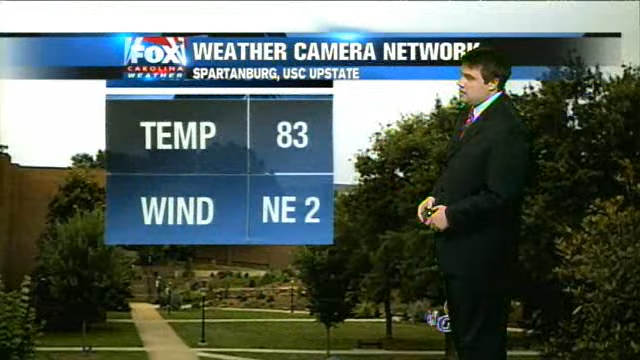 FOX
CAROLINA
WEATHER
WEATHER CAMERA NETWORK
SPARTANBURG, USC UPSTATE
TEMP 83
WIND NE 2